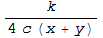 k
4 c (x + y)